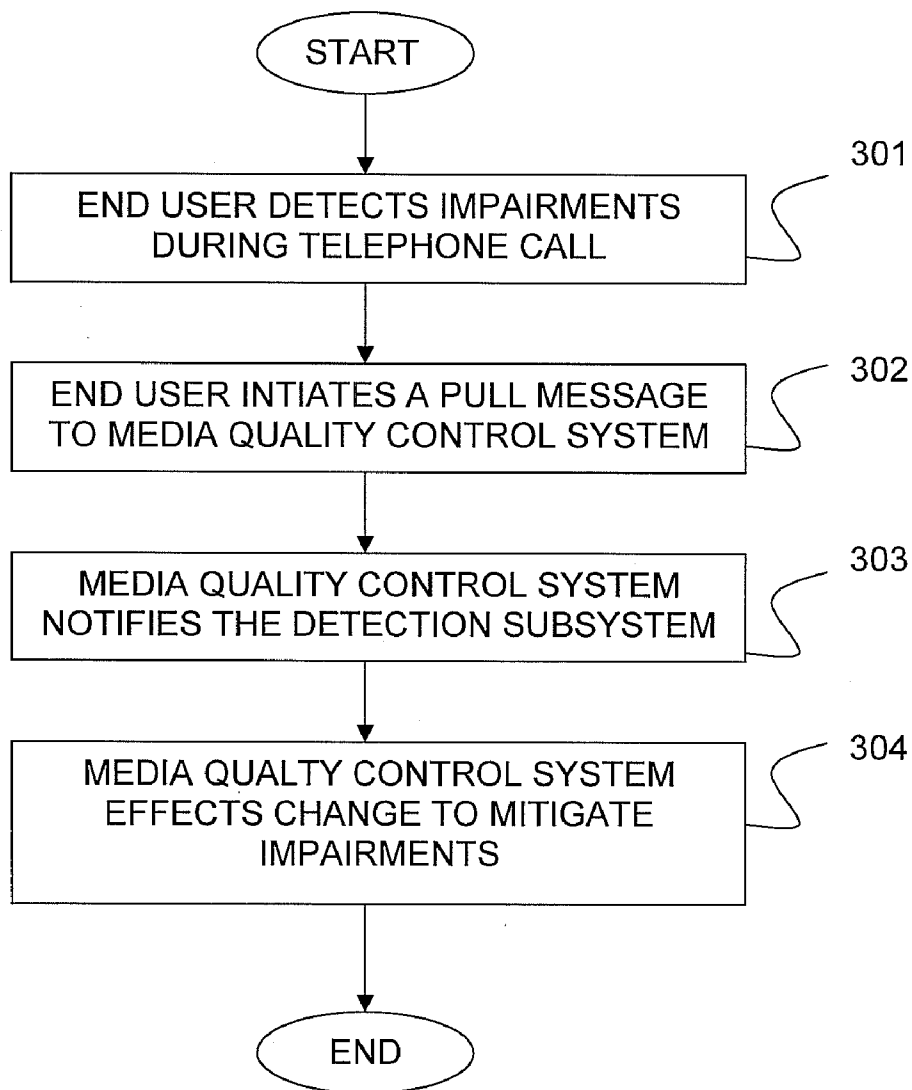 START
301
END USER DETECTS IMPAIRMENTS
DURING TELEPHONE CALL
302
END USER INTIATES A PULL MESSAGE
TO MEDIA QUALITY CONTROL SYSTEM
303
MEDIA QUALITY CONTROL SYSTEM
NOTIFIES THE DETECTION SUBSYSTEM
304
MEDIA QUALTY CONTROL SYSTEM
EFFECTS CHANGE TO MITIGATE
IMPAIRMENTS
END